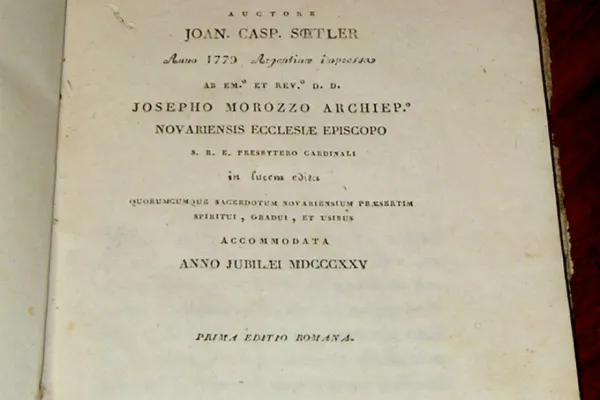 AUCTORE
JOAN. CASP. SŒTLER
Anno 1779 Argentinæ impressa
AB EM.º ET REV.º D. D.
JOSEPHO MOROZZO ARCHIEP.º
NOVARIENSIS ECCLESIÆ EPISCOPO
S. R. E. PRESBYTERO CARDINALI
in lucem edita
QUORUMCUMQUE SACERDOTUM NOVARIENSIUM PRÆSERTIM
SPIRITUI, GRADUI, ET USIBUS
ACCOMMODATA
ANNO JUBILÆI MDCCCXXV
PRIMA EDITIO ROMANA.